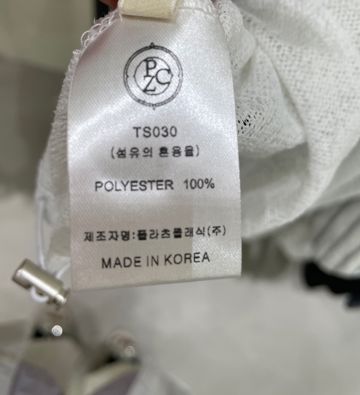 PZC
TS030
(섬유의 혼용율)
POLYESTER 100%
제조자명:플라츠콜래식(주)
MADE IN KOREA